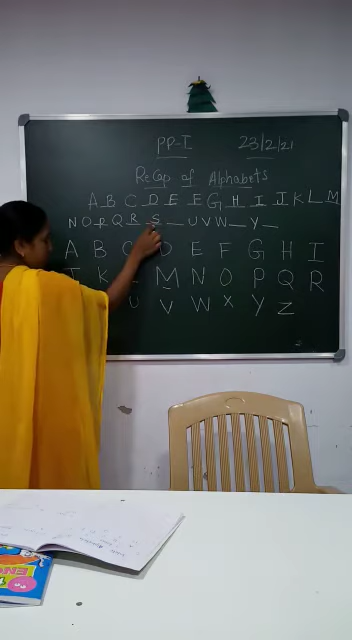 PP-I 23/2/21
Recap of Alphabets
A B C D E F G H I J K L M
N O P Q R S _ U V W _ Y _
A B C D E F G H I
J K L M N O P Q R
U V W X Y Z